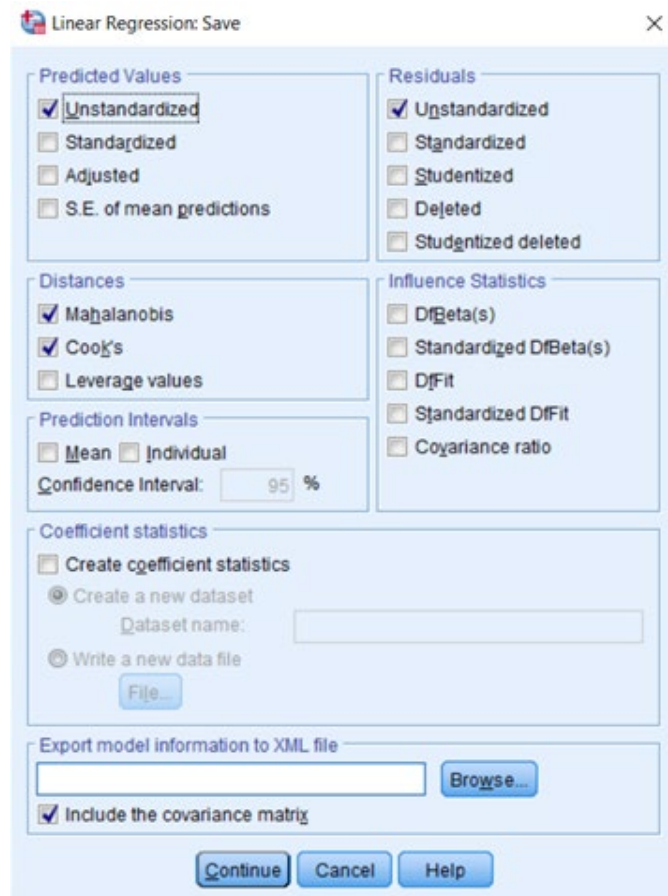 Linear Regression: Save
Predicted Values
Unstandardized
Standardized
Adjusted
S.E. of mean predictions
Residuals
Unstandardized
Standardized
Studentized
Deleted
Studentized deleted
Distances
Mahalanobis
Cook's
Leverage values
Influence Statistics
DfBeta(s)
Standardized DfBeta(s)
DfFit
Standardized DfFit
Covariance ratio
Prediction Intervals
Mean Individual
Confidence Interval: 95 %
Coefficient statistics
Create coefficient statistics
Create a new dataset
Dataset name:
Write a new data file
File...
Export model information to XML file
Browse...
Include the covariance matrix
Continue Cancel Help